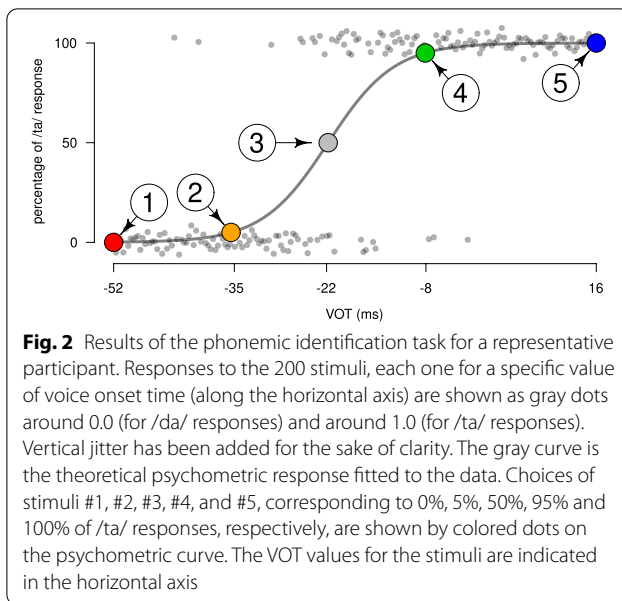 100
50
0
percentage of /ta/ response
1
2
3
4
5
-52
-35
-22
-8
16
VOT (ms)
Fig. 2 Results of the phonemic identification task for a representative
participant. Responses to the 200 stimuli, each one for a specific value
of voice onset time (along the horizontal axis) are shown as gray dots
around 0.0 (for /da/ responses) and around 1.0 (for /ta/ responses).
Vertical jitter has been added for the sake of clarity. The gray curve is
the theoretical psychometric response fitted to the data. Choices of
stimuli #1, #2, #3, #4, and #5, corresponding to 0%, 5%, 50%, 95% and
100% of /ta/ responses, respectively, are shown by colored dots on
the psychometric curve. The VOT values for the stimuli are indicated
in the horizontal axis